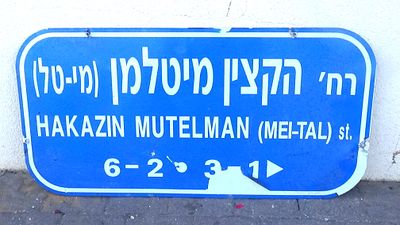 רח׳ הקצין מיטלמן (מי-טל)
HAKAZIN MUTELMAN (MEI-TAL) st.
6-2 3-1